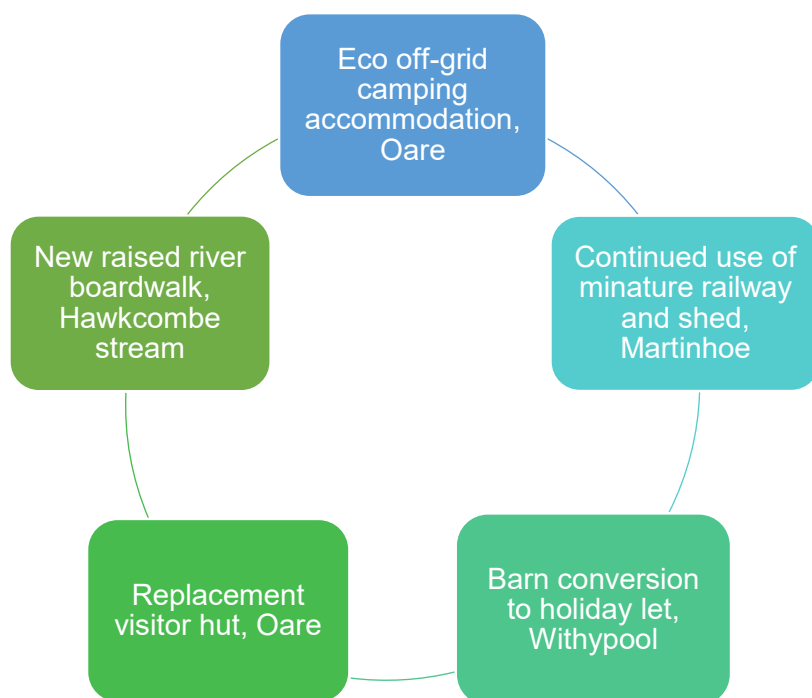 Eco off-grid
camping
accommodation,
Oare
Continued use of
minature railway
and shed,
Martinhoe
Barn conversion
to holiday let,
Withypool
Replacement
visitor hut, Oare
New raised river
boardwalk,
Hawkcombe
stream